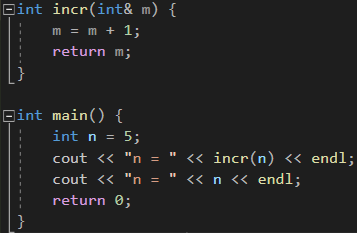 int incr(int& m) {
    m = m + 1;
    return m;
}
int main() {
    int n = 5;
    cout << "n = " << incr(n) << endl;
    cout << "n = " << n << endl;
    return 0;
}